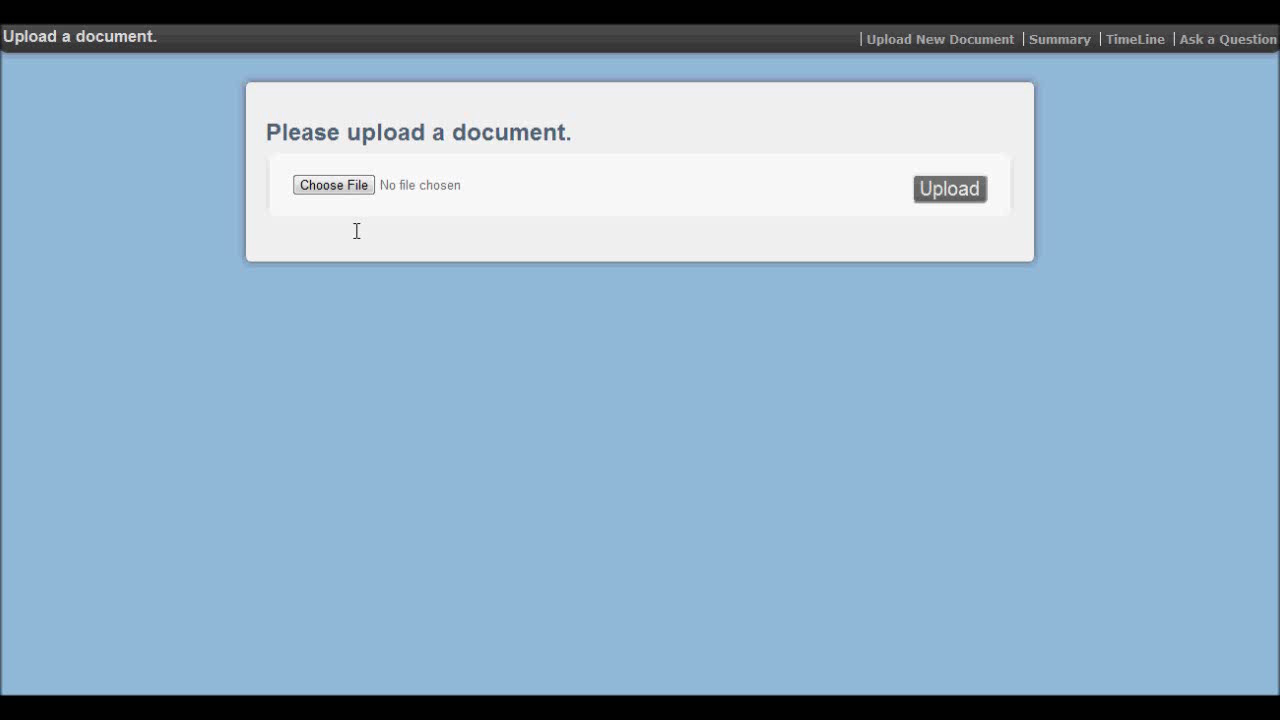 Upload a document.
Upload New Document
Summary
TimeLine
Ask a Question
Please upload a document.
Choose File No file chosen
Upload